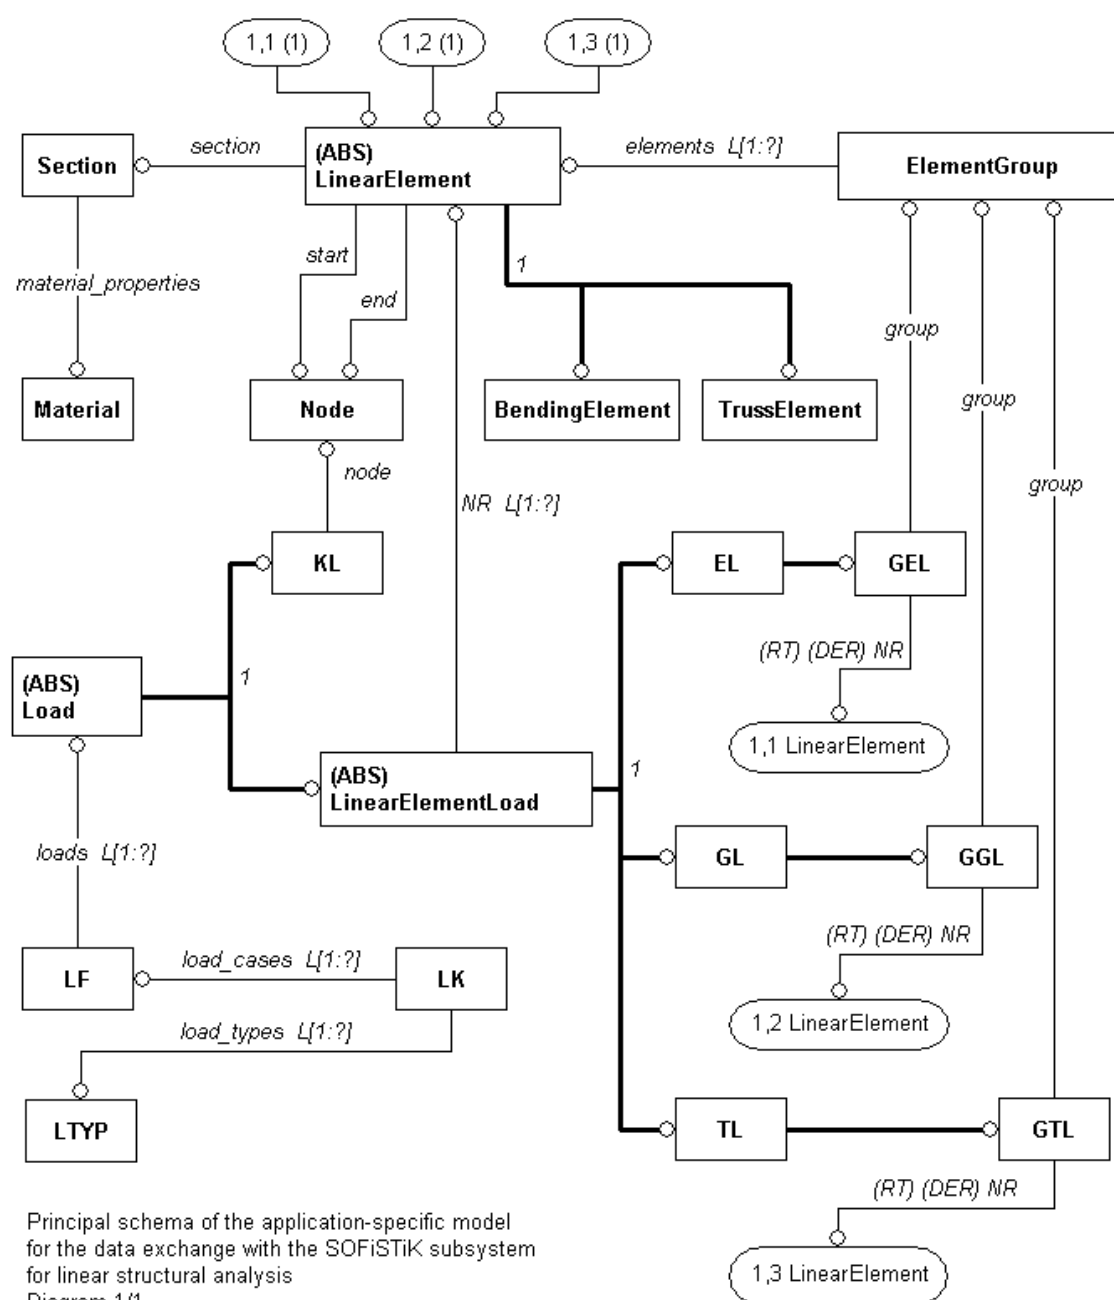 1,1 (1)
1,2 (1)
1,3 (1)
Section
section
(ABS)
LinearElement
elements L[1:?]
ElementGroup
start
1
material_properties
end
group
Material
Node
BendingElement
TrussElement
group
node
group
NR L[1:?]
KL
EL
GEL
(RT) (DER) NR
1
(ABS)
Load
1,1 LinearElement
(ABS)
LinearElementLoad
1
loads L[1:?]
GL
GGL
(RT) (DER) NR
LF
load_cases L[1:?]
LK
1,2 LinearElement
load_types L[1:?]
LTYP
TL
GTL
(RT) (DER) NR
Principal schema of the application-specific model
for the data exchange with the SOFiSTiK subsystem
for linear structural analysis
Diagram 1/1
1,3 LinearElement